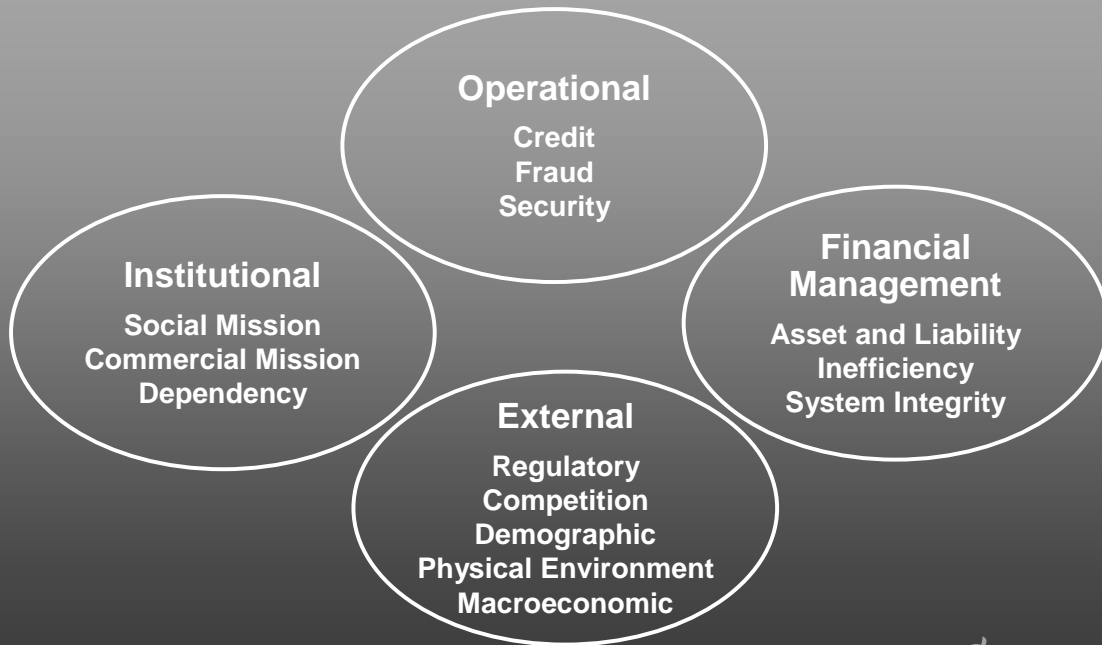 Operational
Credit
Fraud
Security
Institutional
Social Mission
Commercial Mission
Dependency
Financial
Management
Asset and Liability
Inefficiency
System Integrity
External
Regulatory
Competition
Demographic
Physical Environment
Macroeconomic